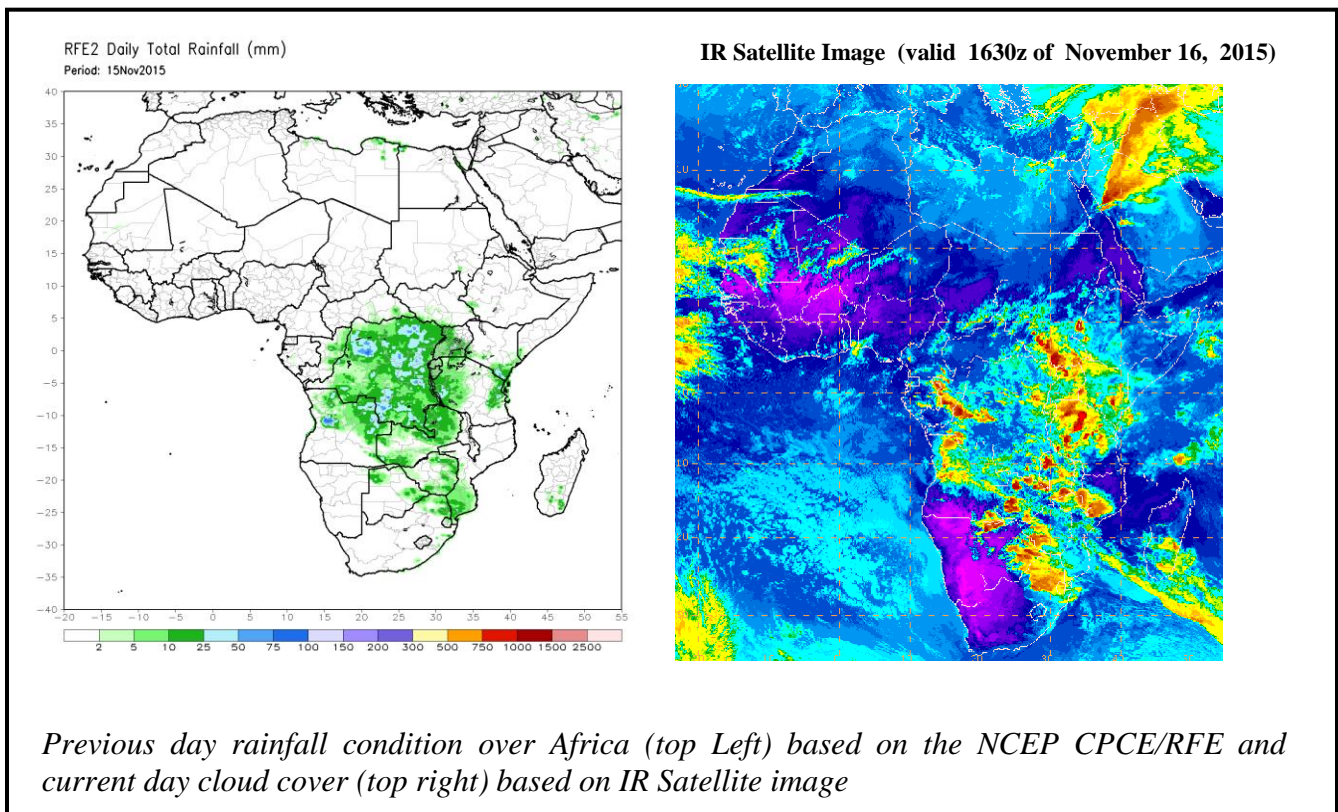 RFE2 Daily Total Rainfall (mm)
Period: 15Nov2015
IR Satellite Image (valid 1630z of November 16, 2015)
40
35
30
25
20
15
10
5
0
-5
-10
-15
-20
-25
-30
-35
-40
-20 -15 -10 -5 0 5 10 15 20 25 30 35 40 45 50 55
2 5 10 25 50 75 100 150 200 300 500 750 1000 1500 2500
Previous day rainfall condition over Africa (top Left) based on the NCEP CPCE/RFE and
current day cloud cover (top right) based on IR Satellite image